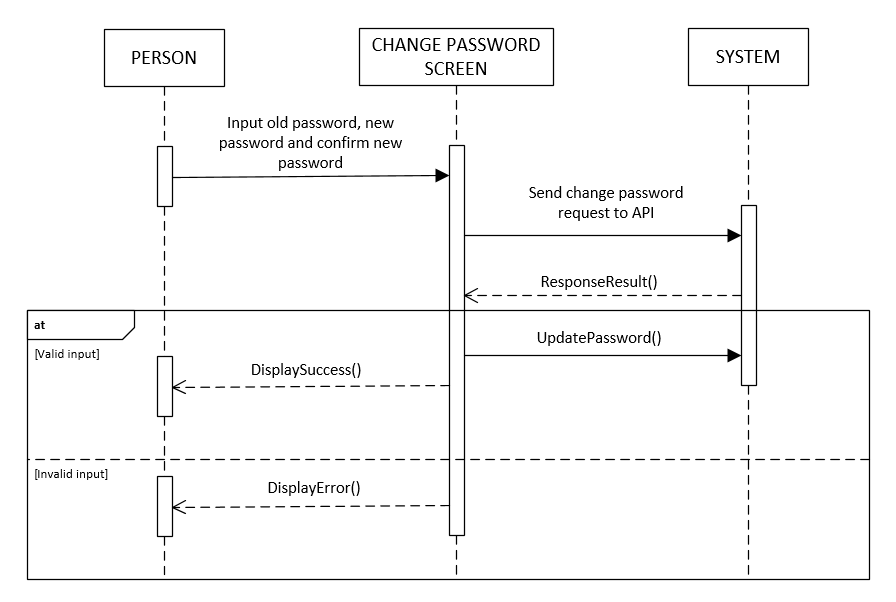 PERSON
CHANGE PASSWORD
SCREEN
SYSTEM
Input old password, new
password and confirm new
password
Send change password
request to API
ResponseResult()
at
[Valid input]
UpdatePassword()
DisplaySuccess()
[Invalid input]
DisplayError()